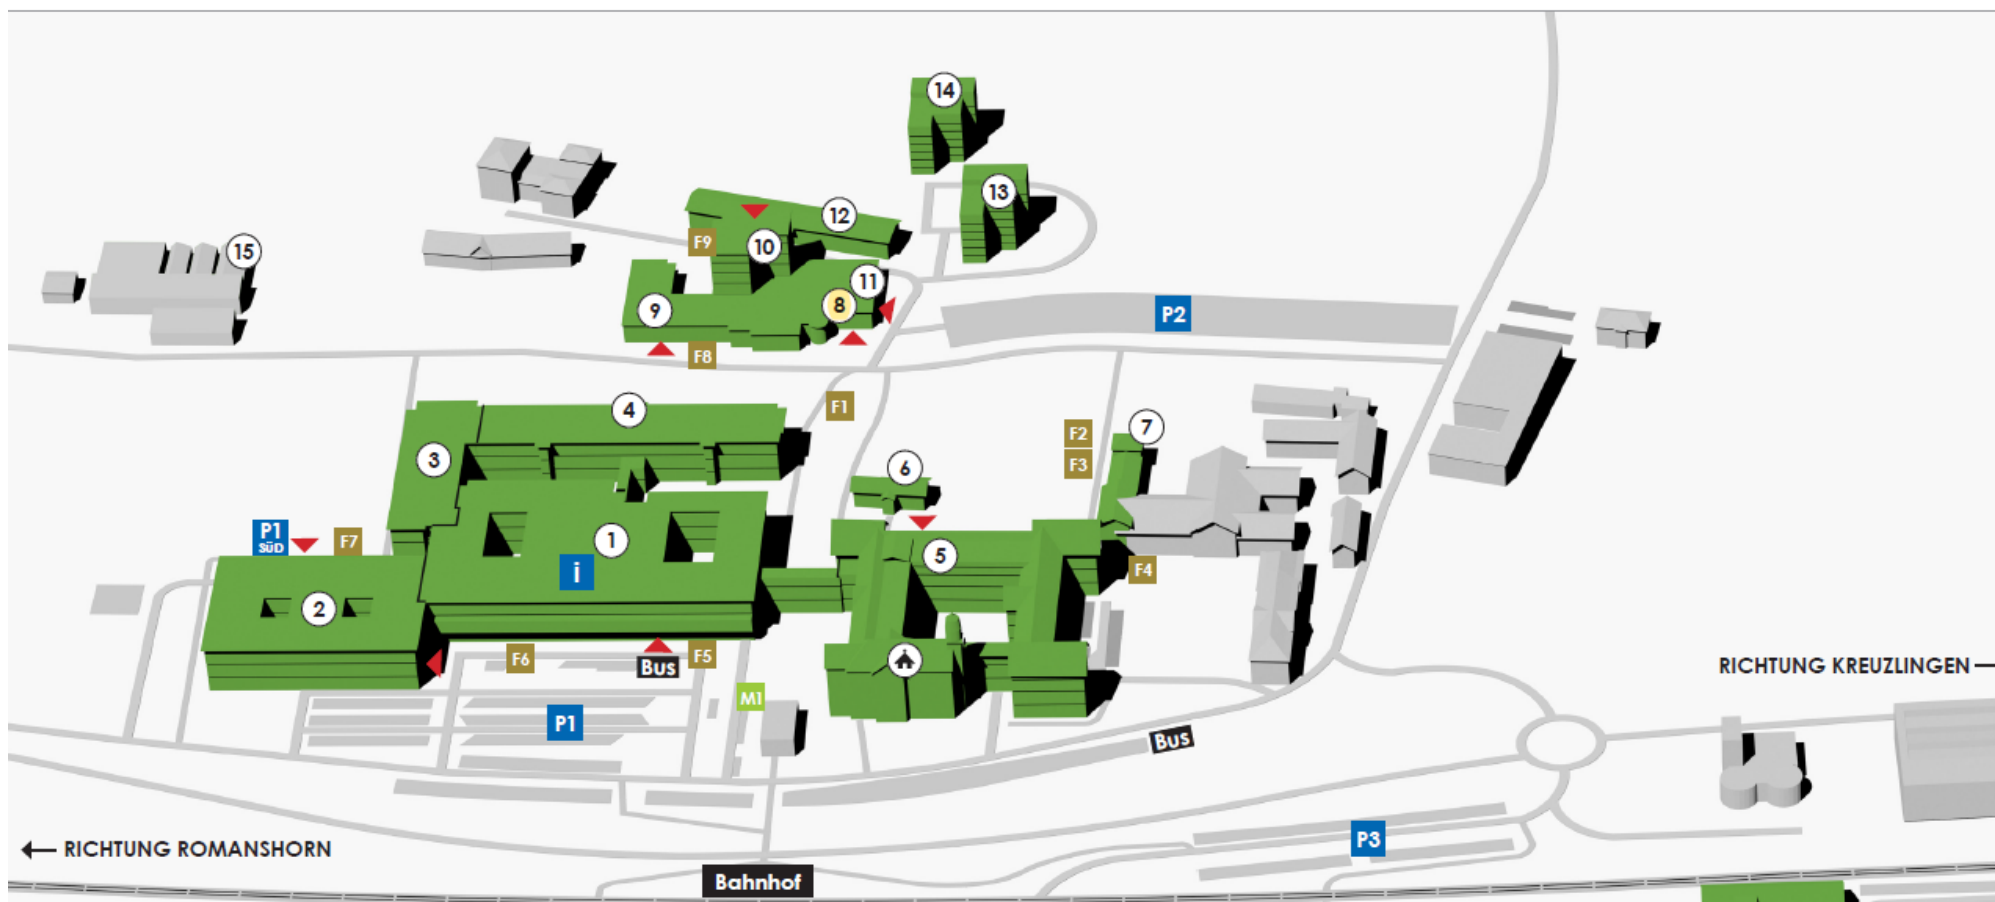 14
13
12
15
F9
10
11
8
9
P2
F8
F1
4
7
F2
3
F3
6
P1
SÜD
F7
1
5
i
F4
2
F6
Bus
F5
RICHTUNG KREUZLINGEN
M1
P1
Bus
P3
RICHTUNG ROMANSHORN
Bahnhof